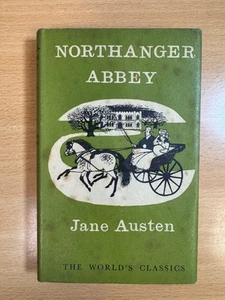 NORTHANGER
ABBEY
Jane Austen
THE WORLD'S CLASSICS